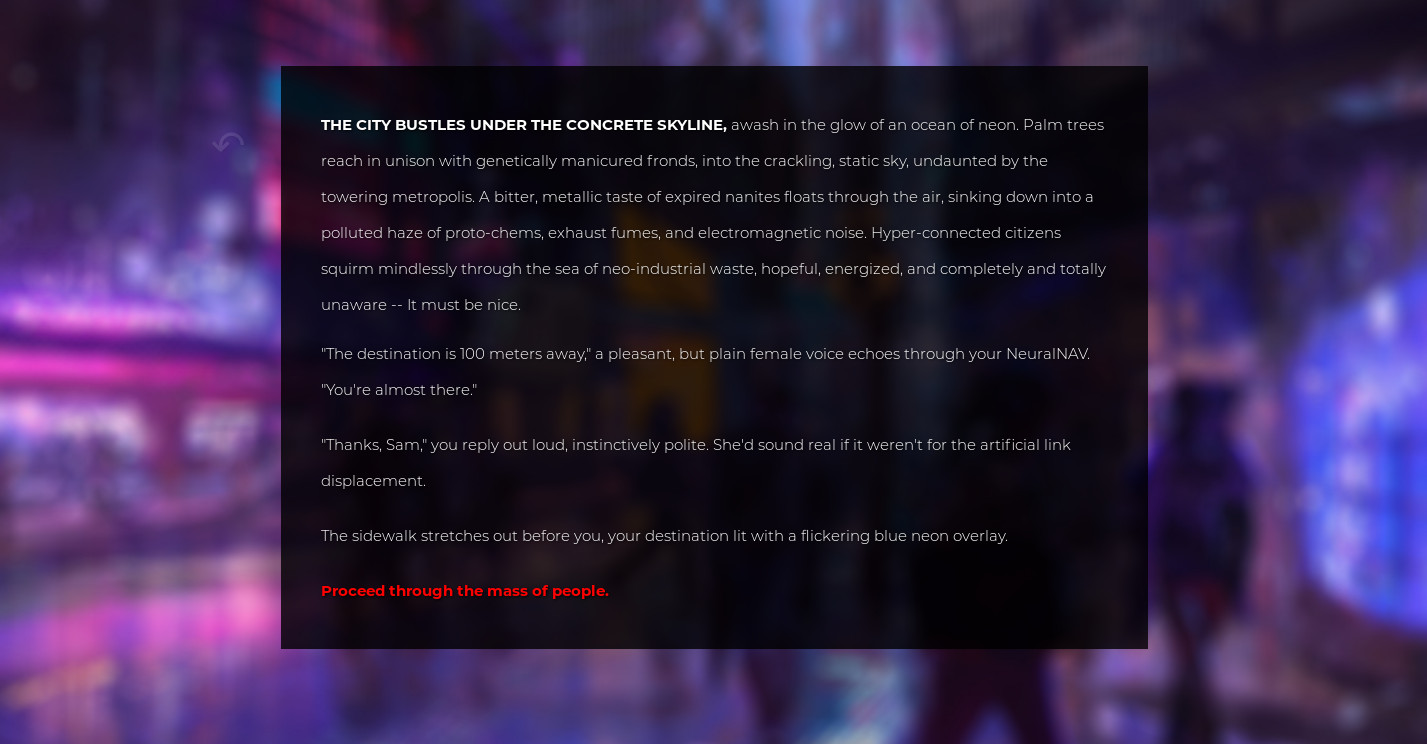 THE CITY BUSTLES UNDER THE CONCRETE SKYLINE, awash in the glow of an ocean of neon. Palm trees
reach in unison with genetically manicured fronds, into the crackling, static sky, undaunted by the
towering metropolis. A bitter, metallic taste of expired nanites floats through the air, sinking down into a
polluted haze of proto-chems, exhaust fumes, and electromagnetic noise. Hyper-connected citizens
squirm mindlessly through the sea of neo-industrial waste, hopeful, energized, and completely and totally
unaware -- It must be nice.
"The destination is 100 meters away," a pleasant, but plain female voice echoes through your NeuralNAV.
"You're almost there."
"Thanks, Sam," you reply out loud, instinctively polite. She'd sound real if it weren't for the artificial link
displacement.
The sidewalk stretches out before you, your destination lit with a flickering blue neon overlay.
Proceed through the mass of people.